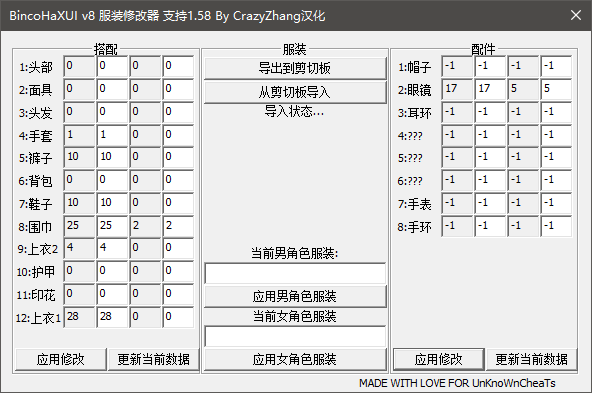 BincoHaXUI v8 服装修改器 支持1.58 By CrazyZhang汉化
搭配
1:头部 0 0 0 0
2:面具 0 0 0 0
3:头发 0 0 0 0
4:手套 1 1 0 0
5:裤子 10 10 0 0
6:背包 0 0 0 0
7:鞋子 10 10 0 0
8:围巾 25 25 2 2
9:上衣2 4 4 0 0
10:护甲 0 0 0 0
11:印花 0 0 0 0
12:上衣1 28 28 0 0
应用修改 更新当前数据
服装
导出到剪切板
从剪切板导入
导入状态...
当前男角色服装:
应用男角色服装
当前女角色服装
应用女角色服装
配件
1:帽子 -1 -1 -1 -1
2:眼镜 17 17 5 5
3:耳环 -1 -1 -1 -1
4:??? -1 -1 -1 -1
5:??? -1 -1 -1 -1
6:??? -1 -1 -1 -1
7:手表 -1 -1 -1 -1
8:手环 -1 -1 -1 -1
应用修改 更新当前数据
MADE WITH LOVE FOR UnKnoWnCheaTs